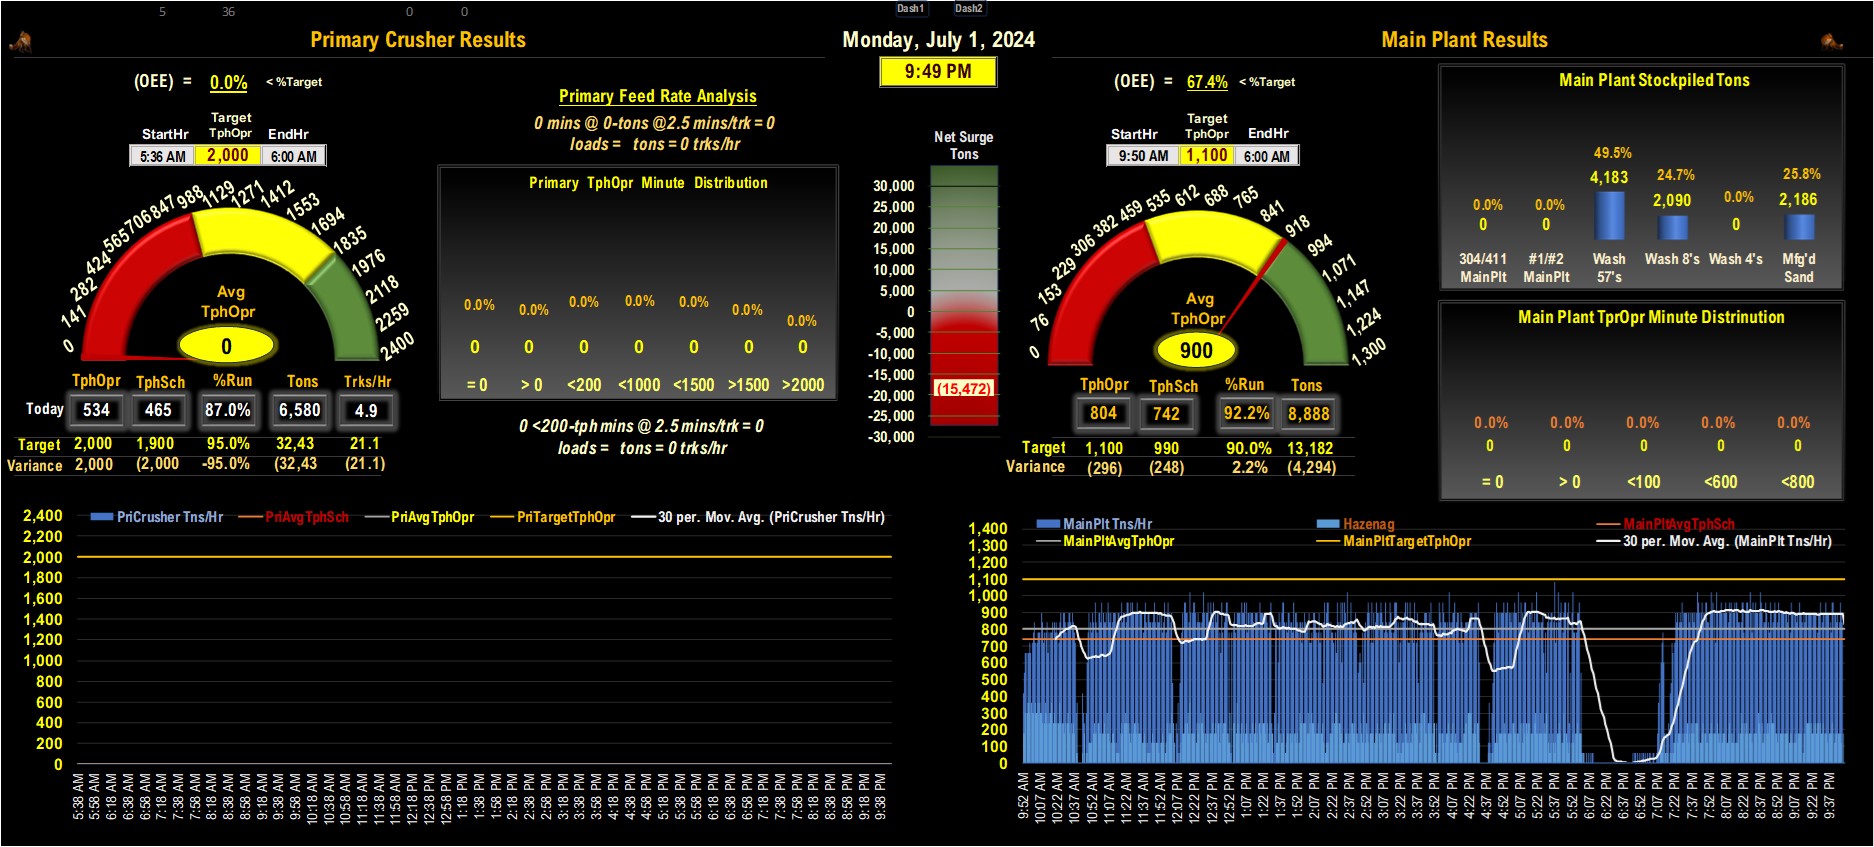 5 36 0 0 Dash1 Dash2
Primary Crusher Results
Monday, July 1, 2024
Main Plant Results
9:49 PM
(OEE) = 0.0% < %Target
Target
StartHr TphOpr EndHr
5:36 AM 2,000 6:00 AM
0 141 282 424 565 706 847 988 1129 1271 1412 1553 1694 1835 1976 2118 2259 2400
Avg
TphOpr
0
TphOpr TphSch %Run Tons Trks/Hr
Today 534 465 87.0% 6,580 4.9
Target 2,000 1,900 95.0% 32,43 21.1
Variance 2,000 (2,000 -95.0% (32,43 (21.1)
Primary Feed Rate Analysis
0 mins @ 0-tons @2.5 mins/trk = 0
loads = tons = 0 trks/hr
Primary TphOpr Minute Distribution
0.0% 0.0% 0.0% 0.0% 0.0% 0.0% 0.0%
0 0 0 0 0 0 0
= 0 > 0 <200 <1000 <1500 >1500 >2000
0 <200-tph mins @ 2.5 mins/trk = 0
loads = tons = 0 trks/hr
Net Surge
Tons
30,000
25,000
20,000
15,000
10,000
5,000
0
-5,000
-10,000
-15,000
(15,472)
-20,000
-25,000
-30,000
(OEE) = 67.4% < %Target
Target
StartHr TphOpr EndHr
9:50 AM 1,100 6:00 AM
0 76 153 229 306 382 459 535 612 688 765 841 918 994 1,071 1,147 1,224 1,300
Avg
TphOpr
900
TphOpr TphSch %Run Tons
804 742 92.2% 8,888
Target 1,100 990 90.0% 13,182
Variance (296) (248) 2.2% (4,294)
Main Plant Stockpiled Tons
0.0% 0.0% 49.5% 24.7% 0.0% 25.8%
0 0 4,183 2,090 0 2,186
304/411 #1/#2 Wash Wash 8's Wash 4's Mfg'd
MainPlt MainPlt 57's Sand
Main Plant TprOpr Minute Distrinution
0.0% 0.0% 0.0% 0.0% 0.0%
0 0 0 0 0
= 0 > 0 <100 <600 <800
PriCrusher Tns/Hr PriAvgTphSch PriAvgTphOpr PriTargetTphOpr 30 per. Mov. Avg. (PriCrusher Tns/Hr)
2,400
2,200
2,000
1,800
1,600
1,400
1,200
1,000
800
600
400
200
0
5:38 AM 5:58 AM 6:18 AM 6:38 AM 6:58 AM 7:18 AM 7:38 AM 7:58 AM 8:18 AM 8:38 AM 8:58 AM 9:18 AM 9:38 AM 9:58 AM 10:18 AM 10:38 AM 10:58 AM 11:18 AM 11:38 AM 11:58 AM 12:18 PM 12:38 PM 12:58 PM 1:18 PM 1:38 PM 1:58 PM 2:18 PM 2:38 PM 2:58 PM 3:18 PM 3:38 PM 3:58 PM 4:18 PM 4:38 PM 4:58 PM 5:18 PM 5:38 PM 5:58 PM 6:18 PM 6:38 PM 6:58 PM 7:18 PM 7:38 PM 7:58 PM 8:18 PM 8:38 PM 8:58 PM 9:18 PM 9:38 PM
MainPlt Tns/Hr Hazenag MainPltAvgTphSch
MainPltAvgTphOpr MainPltTargetTphOpr 30 per. Mov. Avg. (MainPlt Tns/Hr)
1,400
1,300
1,200
1,100
1,000
900
800
700
600
500
400
300
200
100
0
9:52 AM 10:07 AM 10:22 AM 10:37 AM 10:52 AM 11:07 AM 11:22 AM 11:37 AM 11:52 AM 12:07 PM 12:22 PM 12:37 PM 12:52 PM 1:07 PM 1:22 PM 1:37 PM 1:52 PM 2:07 PM 2:22 PM 2:37 PM 2:52 PM 3:07 PM 3:22 PM 3:37 PM 3:52 PM 4:07 PM 4:22 PM 4:37 PM 4:52 PM 5:07 PM 5:22 PM 5:37 PM 5:52 PM 6:07 PM 6:22 PM 6:37 PM 6:52 PM 7:07 PM 7:22 PM 7:37 PM 7:52 PM 8:07 PM 8:22 PM 8:37 PM 8:52 PM 9:07 PM 9:22 PM 9:37 PM